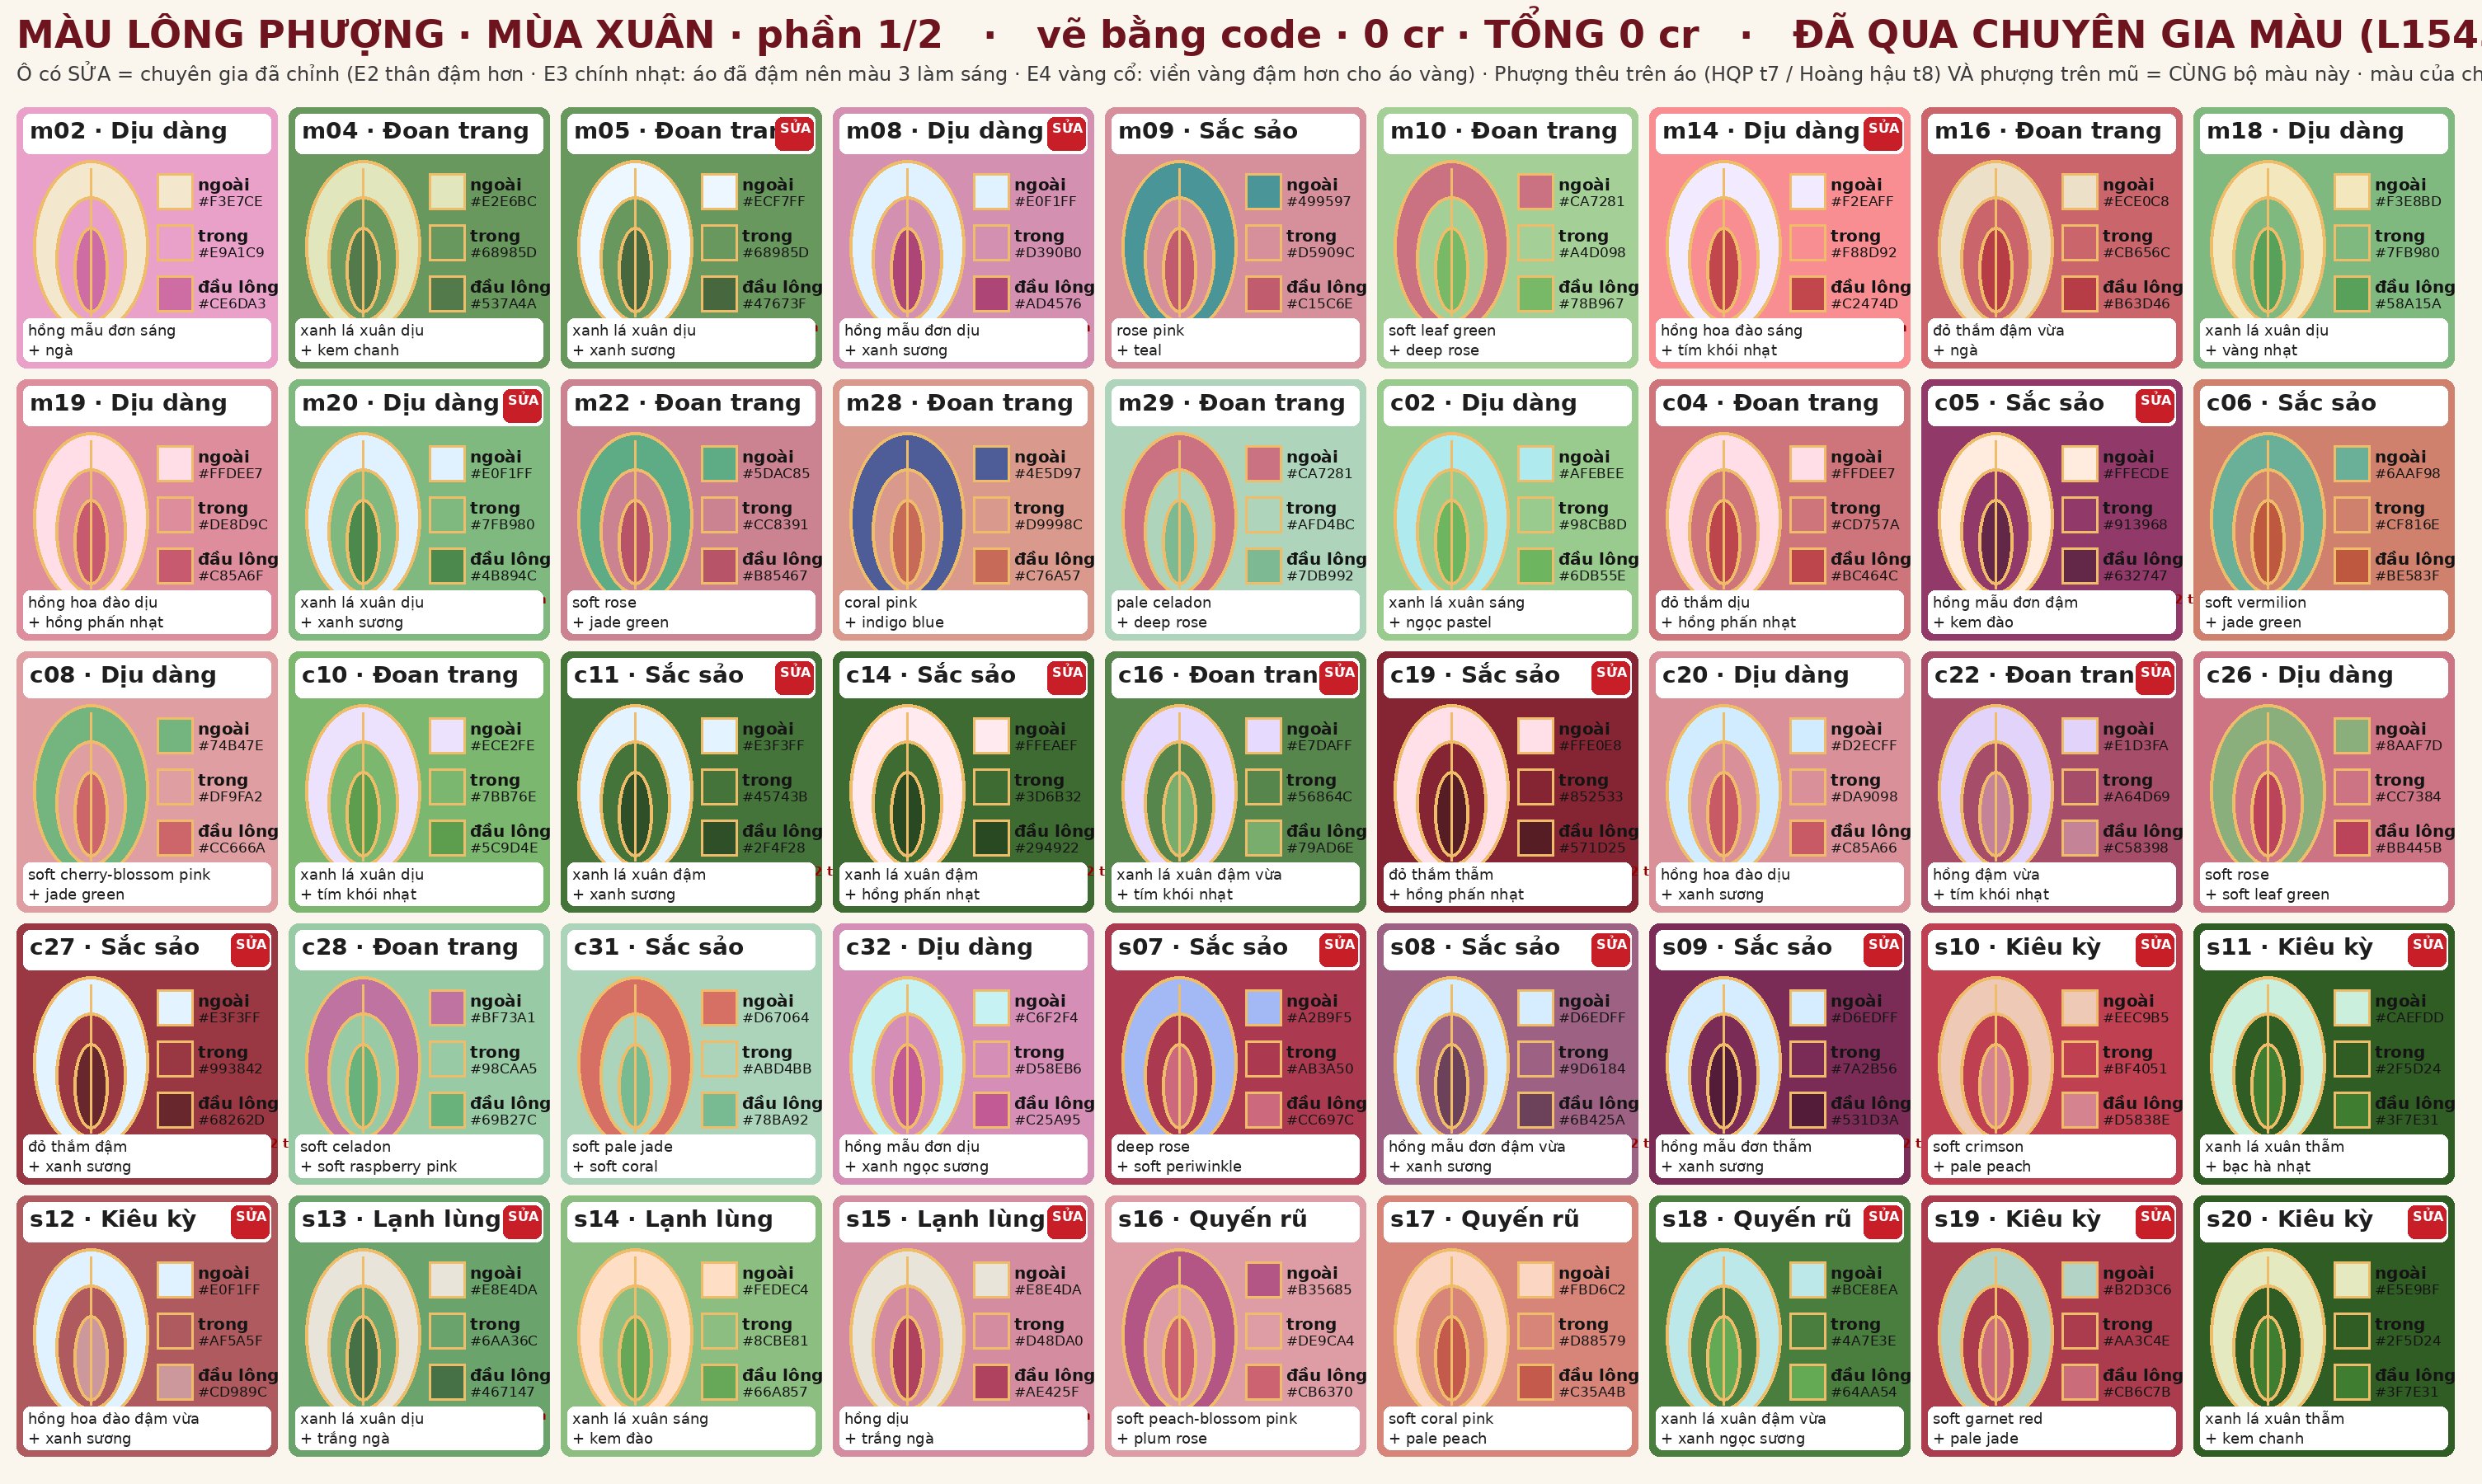 MÀU LÔNG PHƯỢNG · MÙA XUÂN · phần 1/2 · vẽ bằng code · 0 cr · TỔNG 0 cr · ĐÃ QUA CHUYÊN GIA MÀU (L154
Ô có SỬA = chuyên gia đã chỉnh (E2 thân đậm hơn · E3 chính nhạt: áo đã đậm nên màu 3 làm sáng · E4 vàng cổ: viền vàng đậm hơn cho áo vàng) · Phượng thêu trên áo (HQP t7 / Hoàng hậu t8) VÀ phượng trên mũ = CÙNG bộ màu này · màu của ch
m02 · Dịu dàng
ngoài
#F3E7CE
trong
#E9A1C9
đầu lông
#CE6DA3
hồng mẫu đơn sáng
+ ngà
m04 · Đoan trang
ngoài
#E2E6BC
trong
#68985D
đầu lông
#537A4A
xanh lá xuân dịu
+ kem chanh
m05 · Đoan tran
SỬA
ngoài
#ECF7FF
trong
#68985D
đầu lông
#47673F
xanh lá xuân dịu
+ xanh sương
m08 · Dịu dàng
SỬA
ngoài
#E0F1FF
trong
#D390B0
đầu lông
#AD4576
hồng mẫu đơn dịu
+ xanh sương
m09 · Sắc sảo
ngoài
#499597
trong
#D5909C
đầu lông
#C15C6E
rose pink
+ teal
m10 · Đoan trang
ngoài
#CA7281
trong
#A4D098
đầu lông
#78B967
soft leaf green
+ deep rose
m14 · Dịu dàng
SỬA
ngoài
#F2EAFF
trong
#F88D92
đầu lông
#C2474D
hồng hoa đào sáng
+ tím khói nhạt
m16 · Đoan trang
ngoài
#ECE0C8
trong
#CB656C
đầu lông
#B63D46
đỏ thắm đậm vừa
+ ngà
m18 · Dịu dàng
ngoài
#F3E8BD
trong
#7FB980
đầu lông
#58A15A
xanh lá xuân dịu
+ vàng nhạt
m19 · Dịu dàng
ngoài
#FFDEE7
trong
#DE8D9C
đầu lông
#C85A6F
hồng hoa đào dịu
+ hồng phấn nhạt
m20 · Dịu dàng
SỬA
ngoài
#E0F1FF
trong
#7FB980
đầu lông
#4B894C
xanh lá xuân dịu
+ xanh sương
m22 · Đoan trang
ngoài
#5DAC85
trong
#CC8391
đầu lông
#B85467
soft rose
+ jade green
m28 · Đoan trang
ngoài
#4E5D97
trong
#D9998C
đầu lông
#C76A57
coral pink
+ indigo blue
m29 · Đoan trang
ngoài
#CA7281
trong
#AFD4BC
đầu lông
#7DB992
pale celadon
+ deep rose
c02 · Dịu dàng
ngoài
#AFEBEE
trong
#98CB8D
đầu lông
#6DB55E
xanh lá xuân sáng
+ ngọc pastel
c04 · Đoan trang
ngoài
#FFDEE7
trong
#CD757A
đầu lông
#BC464C
đỏ thắm dịu
+ hồng phấn nhạt
c05 · Sắc sảo
SỬA
ngoài
#FFECDE
trong
#913968
đầu lông
#632747
hồng mẫu đơn đậm
+ kem đào
c06 · Sắc sảo
ngoài
#6AAF98
trong
#CF816E
đầu lông
#BE583F
soft vermilion
+ jade green
c08 · Dịu dàng
ngoài
#74B47E
trong
#DF9FA2
đầu lông
#CC666A
soft cherry-blossom pink
+ jade green
c10 · Đoan trang
ngoài
#ECE2FE
trong
#7BB76E
đầu lông
#5C9D4E
xanh lá xuân dịu
+ tím khói nhạt
c11 · Sắc sảo
SỬA
ngoài
#E3F3FF
trong
#45743B
đầu lông
#2F4F28
xanh lá xuân đậm
+ xanh sương
c14 · Sắc sảo
SỬA
ngoài
#FFEAEF
trong
#3D6B32
đầu lông
#294922
xanh lá xuân đậm
+ hồng phấn nhạt
c16 · Đoan tran
SỬA
ngoài
#E7DAFF
trong
#56864C
đầu lông
#79AD6E
xanh lá xuân đậm vừa
+ tím khói nhạt
c19 · Sắc sảo
SỬA
ngoài
#FFE0E8
trong
#852533
đầu lông
#571D25
đỏ thắm thẫm
+ hồng phấn nhạt
c20 · Dịu dàng
ngoài
#D2ECFF
trong
#DA9098
đầu lông
#C85A66
hồng hoa đào dịu
+ xanh sương
c22 · Đoan tran
SỬA
ngoài
#E1D3FA
trong
#A64D69
đầu lông
#C58398
hồng đậm vừa
+ tím khói nhạt
c26 · Dịu dàng
ngoài
#8AAF7D
trong
#CC7384
đầu lông
#BB445B
soft rose
+ soft leaf green
c27 · Sắc sảo
SỬA
ngoài
#E3F3FF
trong
#993842
đầu lông
#68262D
đỏ thắm đậm
+ xanh sương
c28 · Đoan trang
ngoài
#BF73A1
trong
#98CAA5
đầu lông
#69B27C
soft celadon
+ soft raspberry pink
c31 · Sắc sảo
ngoài
#D67064
trong
#ABD4BB
đầu lông
#78BA92
soft pale jade
+ soft coral
c32 · Dịu dàng
ngoài
#C6F2F4
trong
#D58EB6
đầu lông
#C25A95
hồng mẫu đơn dịu
+ xanh ngọc sương
s07 · Sắc sảo
SỬA
ngoài
#A2B9F5
trong
#AB3A50
đầu lông
#CC697C
deep rose
+ soft periwinkle
s08 · Sắc sảo
SỬA
ngoài
#D6EDFF
trong
#9D6184
đầu lông
#6B425A
hồng mẫu đơn đậm vừa
+ xanh sương
s09 · Sắc sảo
SỬA
ngoài
#D6EDFF
trong
#7A2B56
đầu lông
#531D3A
hồng mẫu đơn thẫm
+ xanh sương
s10 · Kiêu kỳ
SỬA
ngoài
#EEC9B5
trong
#BF4051
đầu lông
#D5838E
soft crimson
+ pale peach
s11 · Kiêu kỳ
SỬA
ngoài
#CAEFDD
trong
#2F5D24
đầu lông
#3F7E31
xanh lá xuân thẫm
+ bạc hà nhạt
s12 · Kiêu kỳ
SỬA
ngoài
#E0F1FF
trong
#AF5A5F
đầu lông
#CD989C
hồng hoa đào đậm vừa
+ xanh sương
s13 · Lạnh lùng
SỬA
ngoài
#E8E4DA
trong
#6AA36C
đầu lông
#467147
xanh lá xuân dịu
+ trắng ngà
s14 · Lạnh lùng
ngoài
#FEDEC4
trong
#8CBE81
đầu lông
#66A857
xanh lá xuân sáng
+ kem đào
s15 · Lạnh lùng
SỬA
ngoài
#E8E4DA
trong
#D48DA0
đầu lông
#AE425F
hồng dịu
+ trắng ngà
s16 · Quyến rũ
ngoài
#B35685
trong
#DE9CA4
đầu lông
#CB6370
soft peach-blossom pink
+ plum rose
s17 · Quyến rũ
ngoài
#FBD6C2
trong
#D88579
đầu lông
#C35A4B
soft coral pink
+ pale peach
s18 · Quyến rũ
SỬA
ngoài
#BCE8EA
trong
#4A7E3E
đầu lông
#64AA54
xanh lá xuân đậm vừa
+ xanh ngọc sương
s19 · Kiêu kỳ
SỬA
ngoài
#B2D3C6
trong
#AA3C4E
đầu lông
#CB6C7B
soft garnet red
+ pale jade
s20 · Kiêu kỳ
SỬA
ngoài
#E5E9BF
trong
#2F5D24
đầu lông
#3F7E31
xanh lá xuân thẫm
+ kem chanh